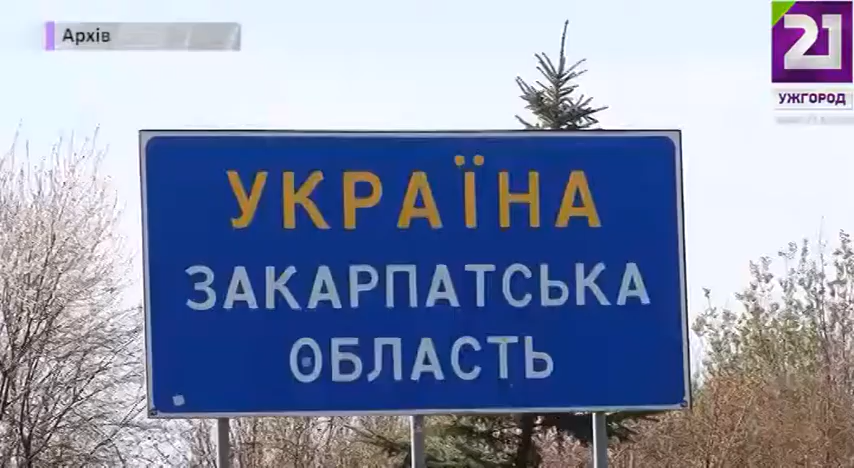 Архів
21
УЖГОРОД
УКРАЇНА
ЗАКАРПАТСЬКА
ОБЛАСТЬ